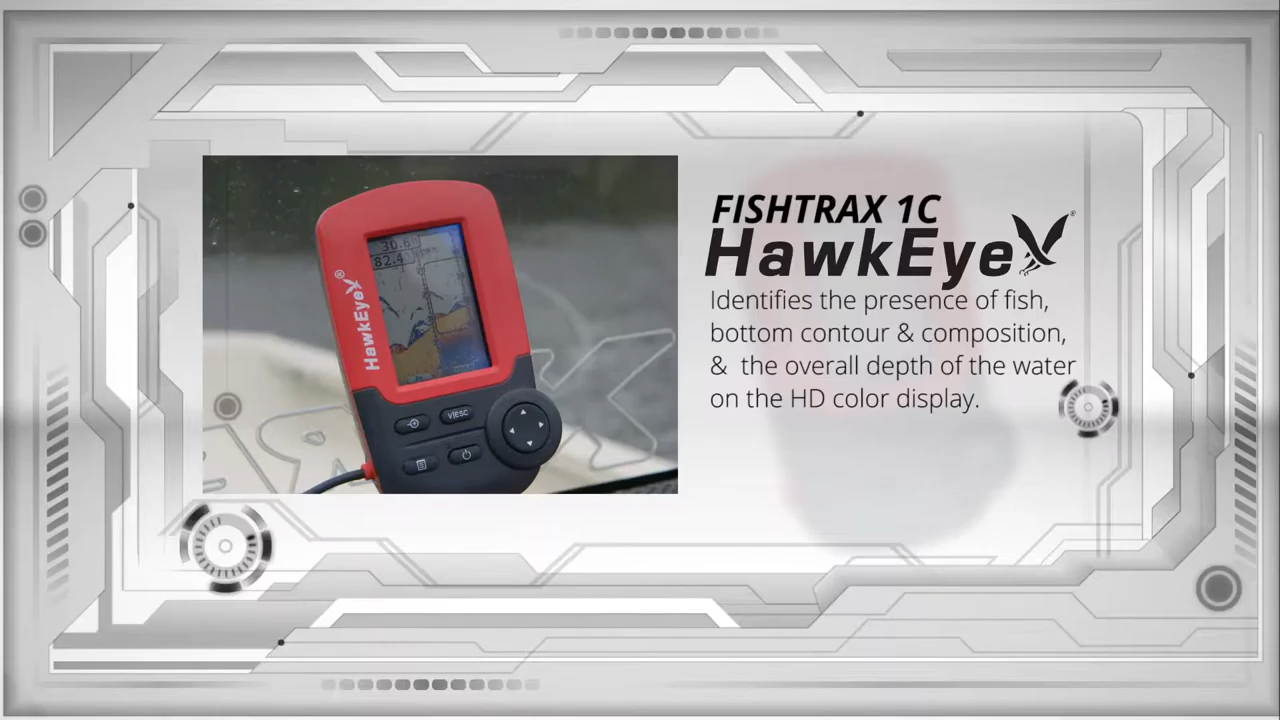 FISHTRAX 1C
HawkEye®
Identifies the presence of fish,
bottom contour & composition,
& the overall depth of the water
on the HD color display.
30.6
82.4
HawkEye®
V|ESC